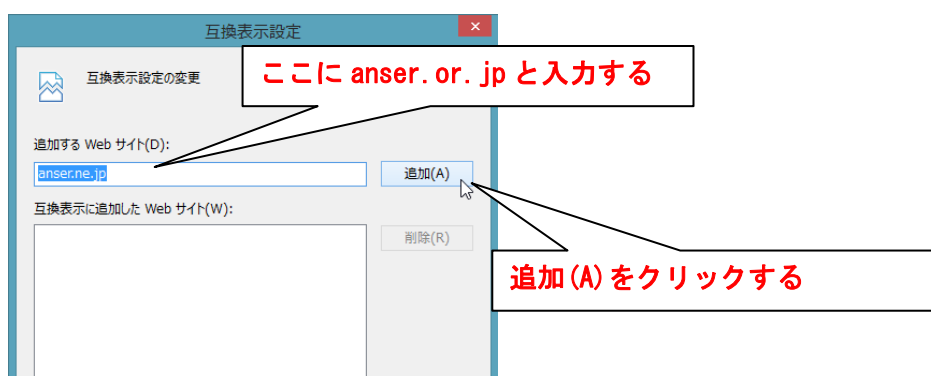 互換表示設定
互換表示設定の変更
ここに anser.or.jp と入力する
追加する Web サイト(D):
anser.ne.jp
追加(A)
互換表示に追加した Web サイト(W):
削除(R)
追加(A)をクリックする